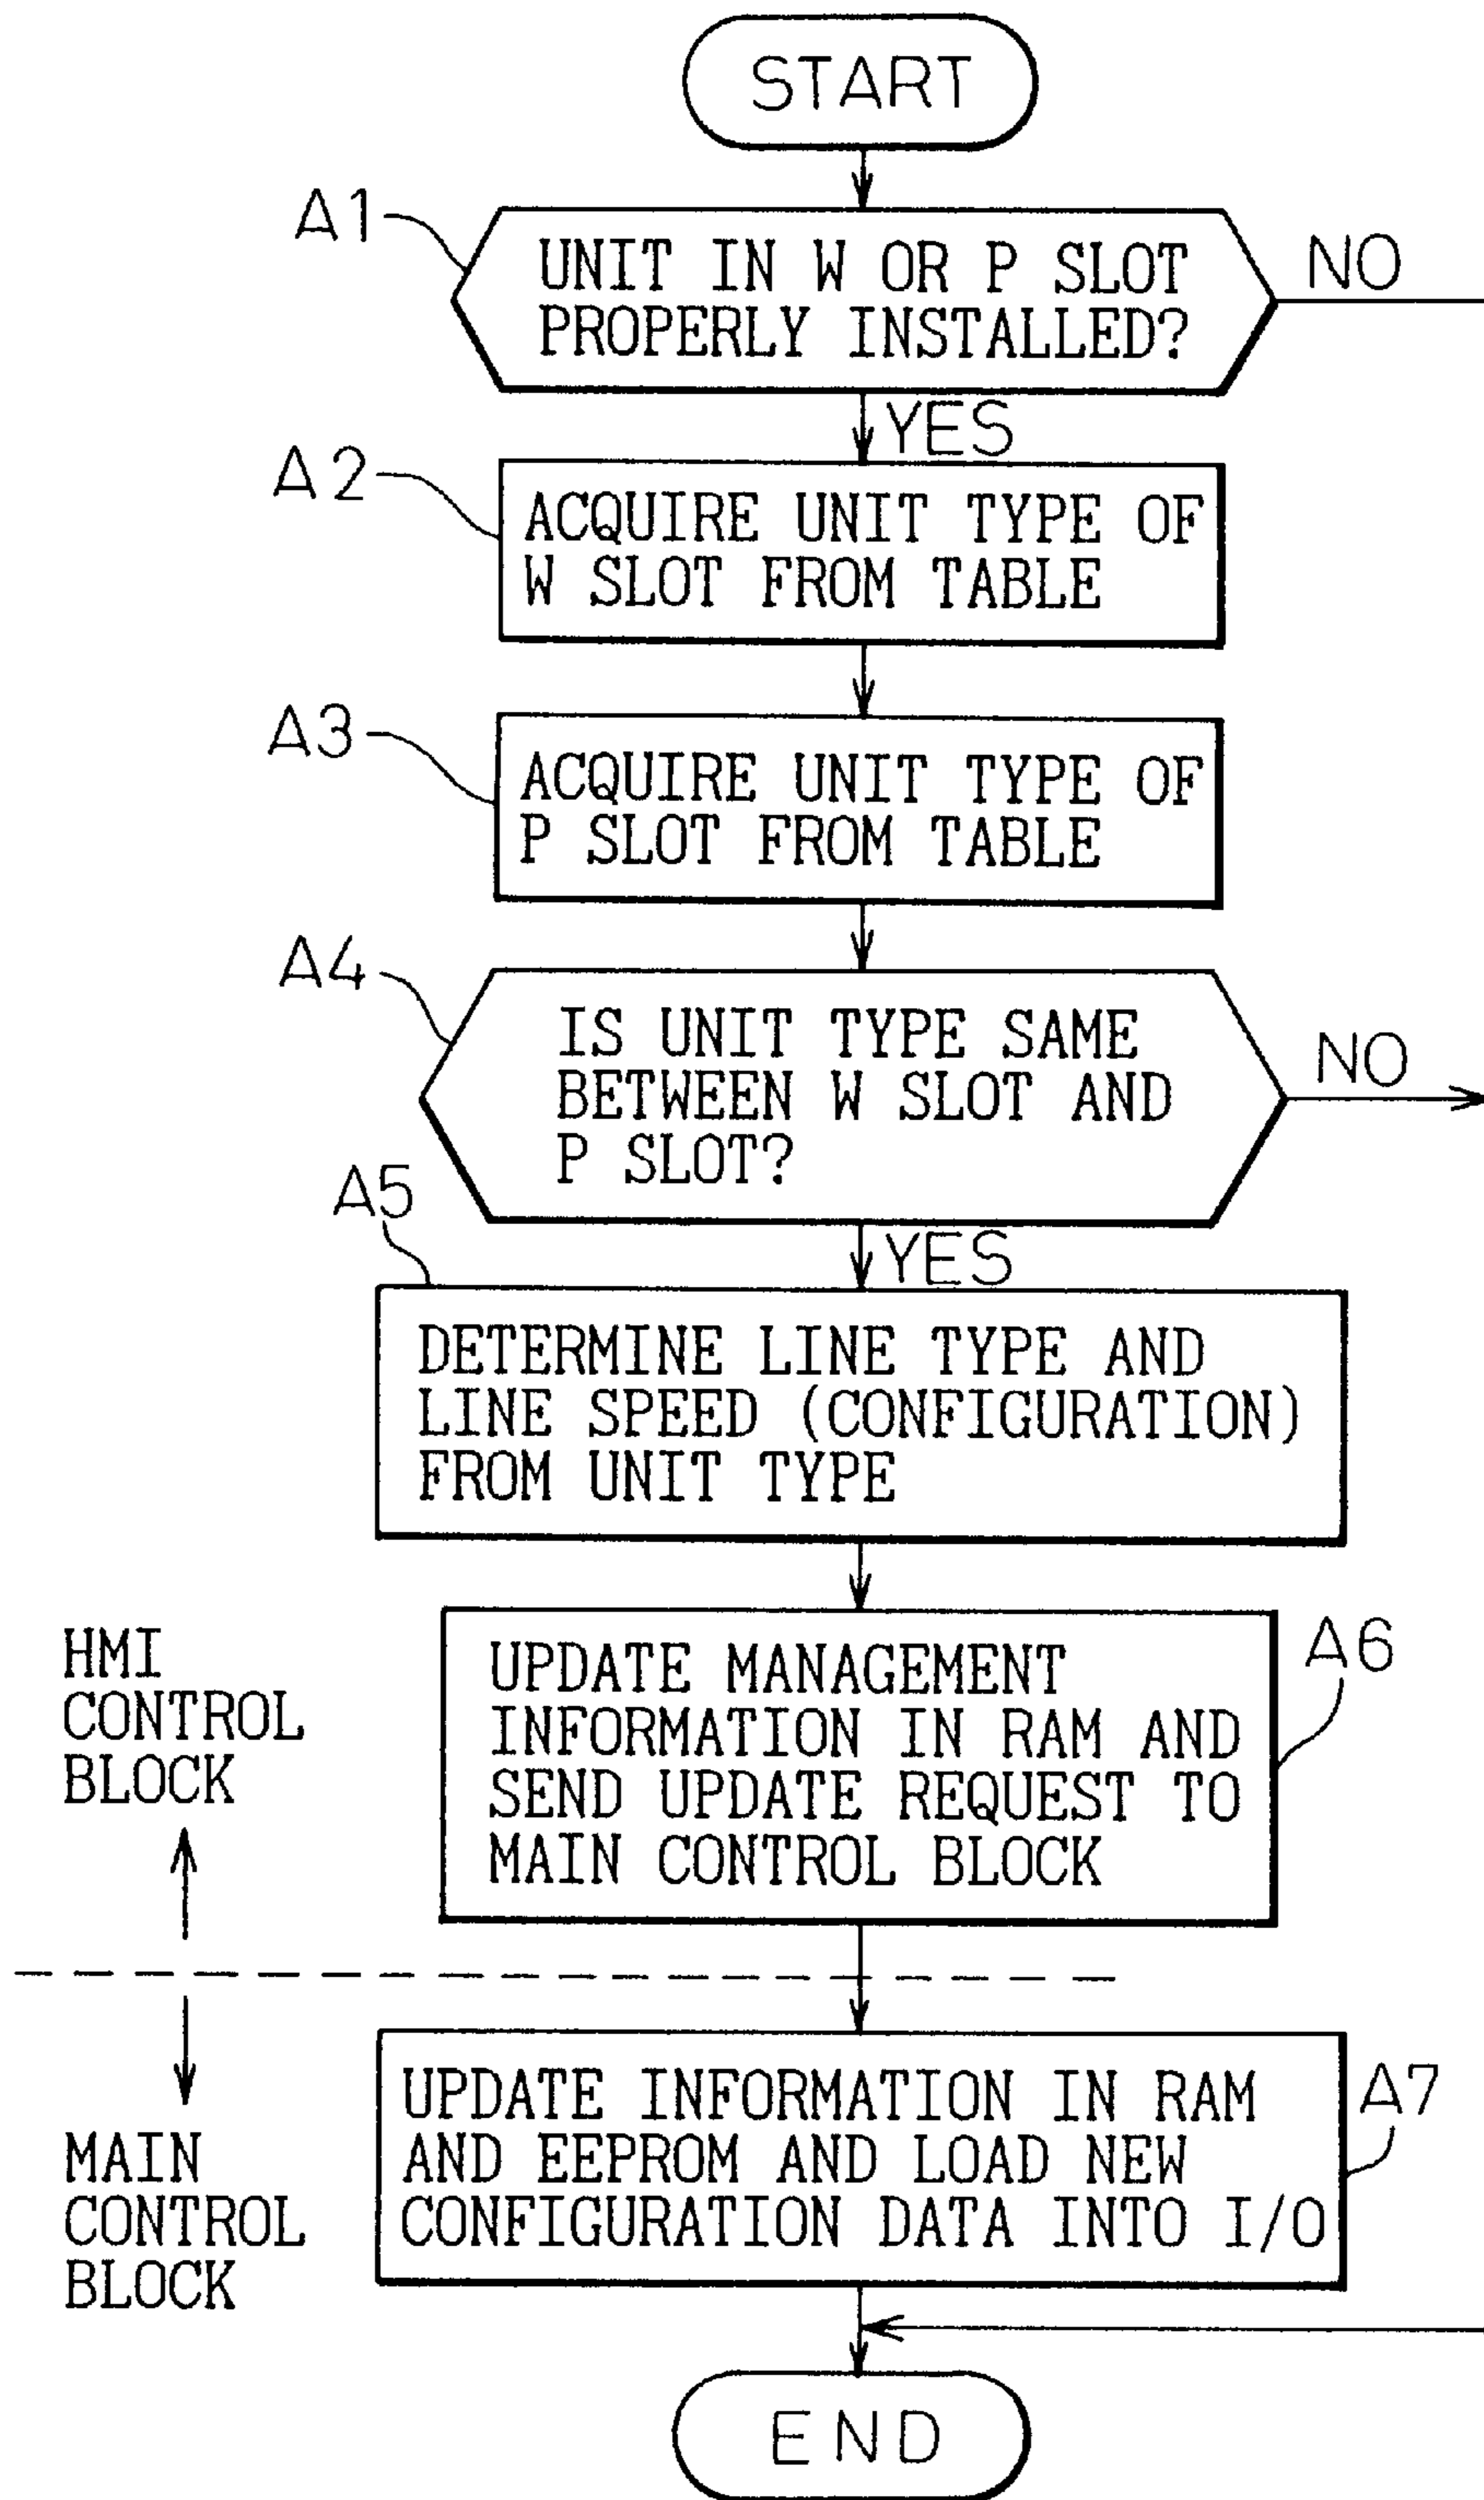 START
A1
UNIT IN W OR P SLOT
PROPERLY INSTALLED?
NO
YES
A2
ACQUIRE UNIT TYPE OF
W SLOT FROM TABLE
A3
ACQUIRE UNIT TYPE OF
P SLOT FROM TABLE
A4
IS UNIT TYPE SAME
BETWEEN W SLOT AND
P SLOT?
NO
YES
A5
DETERMINE LINE TYPE AND
LINE SPEED (CONFIGURATION)
FROM UNIT TYPE
HMI
CONTROL
BLOCK
UPDATE MANAGEMENT
INFORMATION IN RAM AND
SEND UPDATE REQUEST TO
MAIN CONTROL BLOCK
A6
MAIN
CONTROL
BLOCK
UPDATE INFORMATION IN RAM
AND EEPROM AND LOAD NEW
CONFIGURATION DATA INTO I/O
A7
END